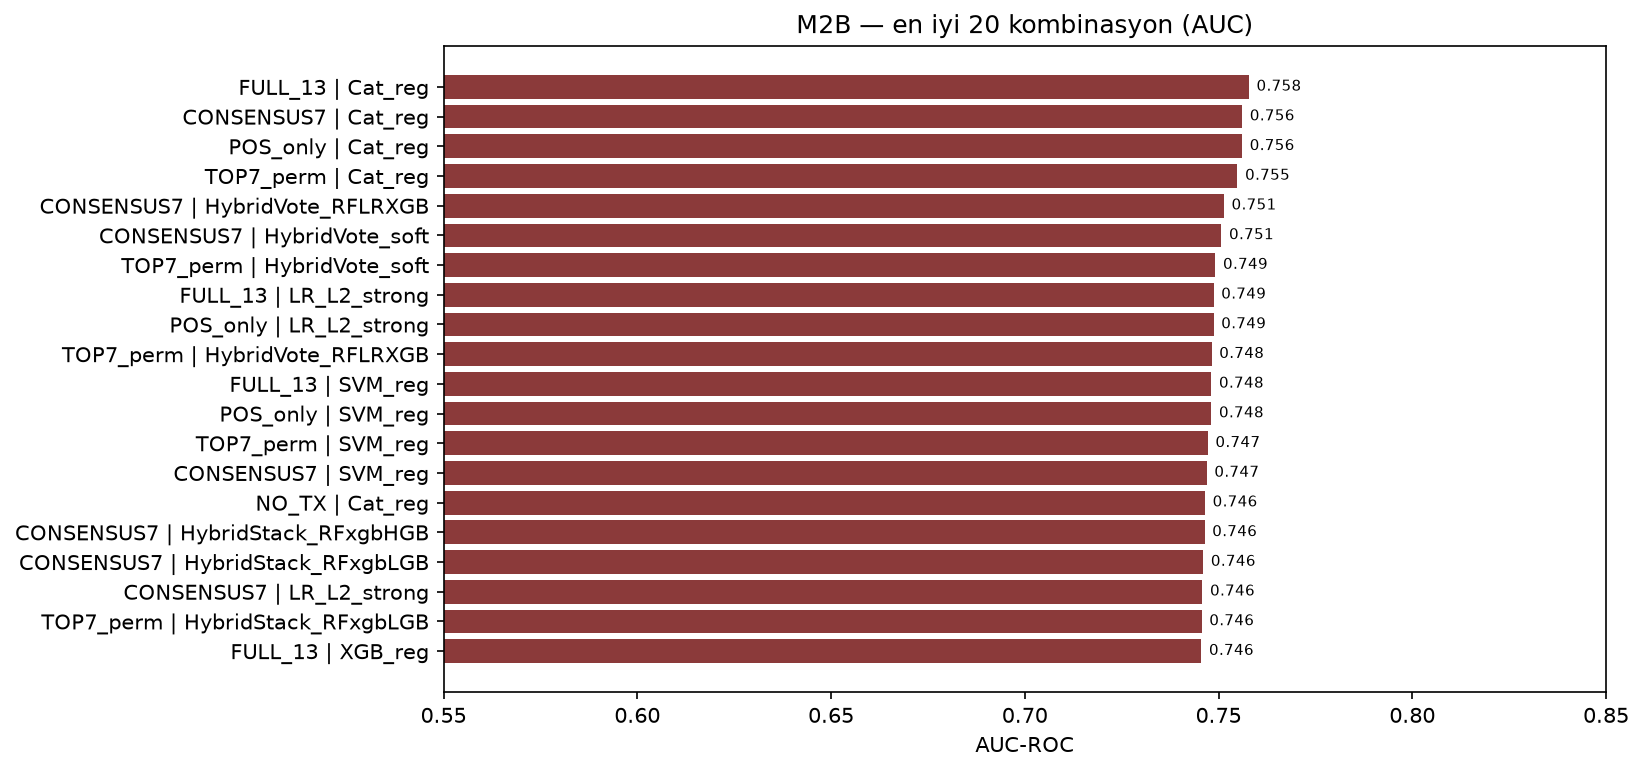 M2B — en iyi 20 kombinasyon (AUC)
FULL_13 | Cat_reg 0.758
CONSENSUS7 | Cat_reg 0.756
POS_only | Cat_reg 0.756
TOP7_perm | Cat_reg 0.755
CONSENSUS7 | HybridVote_RFLRXGB 0.751
CONSENSUS7 | HybridVote_soft 0.751
TOP7_perm | HybridVote_soft 0.749
FULL_13 | LR_L2_strong 0.749
POS_only | LR_L2_strong 0.749
TOP7_perm | HybridVote_RFLRXGB 0.748
FULL_13 | SVM_reg 0.748
POS_only | SVM_reg 0.748
TOP7_perm | SVM_reg 0.747
CONSENSUS7 | SVM_reg 0.747
NO_TX | Cat_reg 0.746
CONSENSUS7 | HybridStack_RFxgbHGB 0.746
CONSENSUS7 | HybridStack_RFxgbLGB 0.746
CONSENSUS7 | LR_L2_strong 0.746
TOP7_perm | HybridStack_RFxgbLGB 0.746
FULL_13 | XGB_reg 0.746
0.55 0.60 0.65 0.70 0.75 0.80 0.85
AUC-ROC